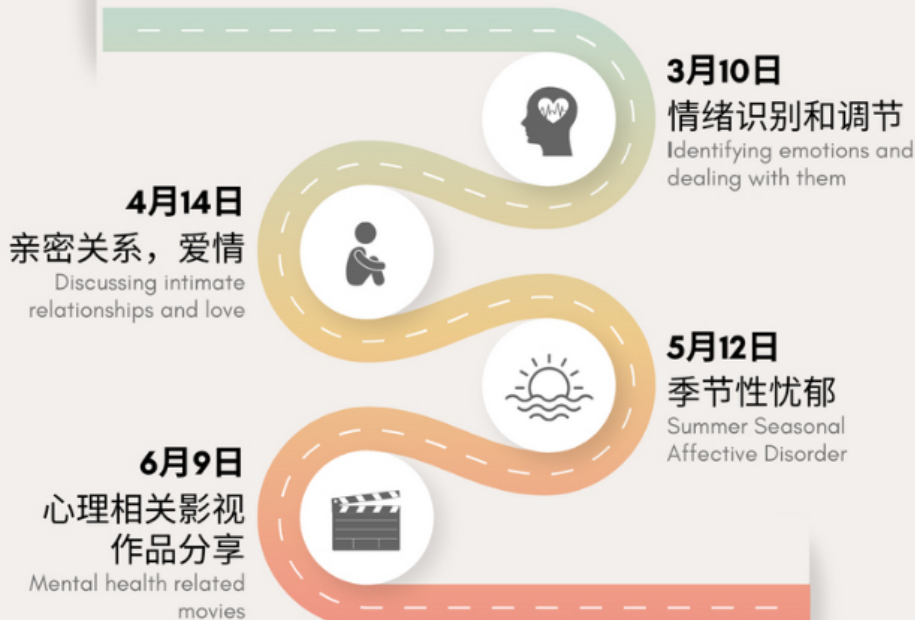 3月10日
情绪识别和调节
Identifying emotions and
dealing with them
4月14日
亲密关系，爱情
Discussing intimate
relationships and love
5月12日
季节性忧郁
Summer Seasonal
Affective Disorder
6月9日
心理相关影视
作品分享
Mental health related
movies